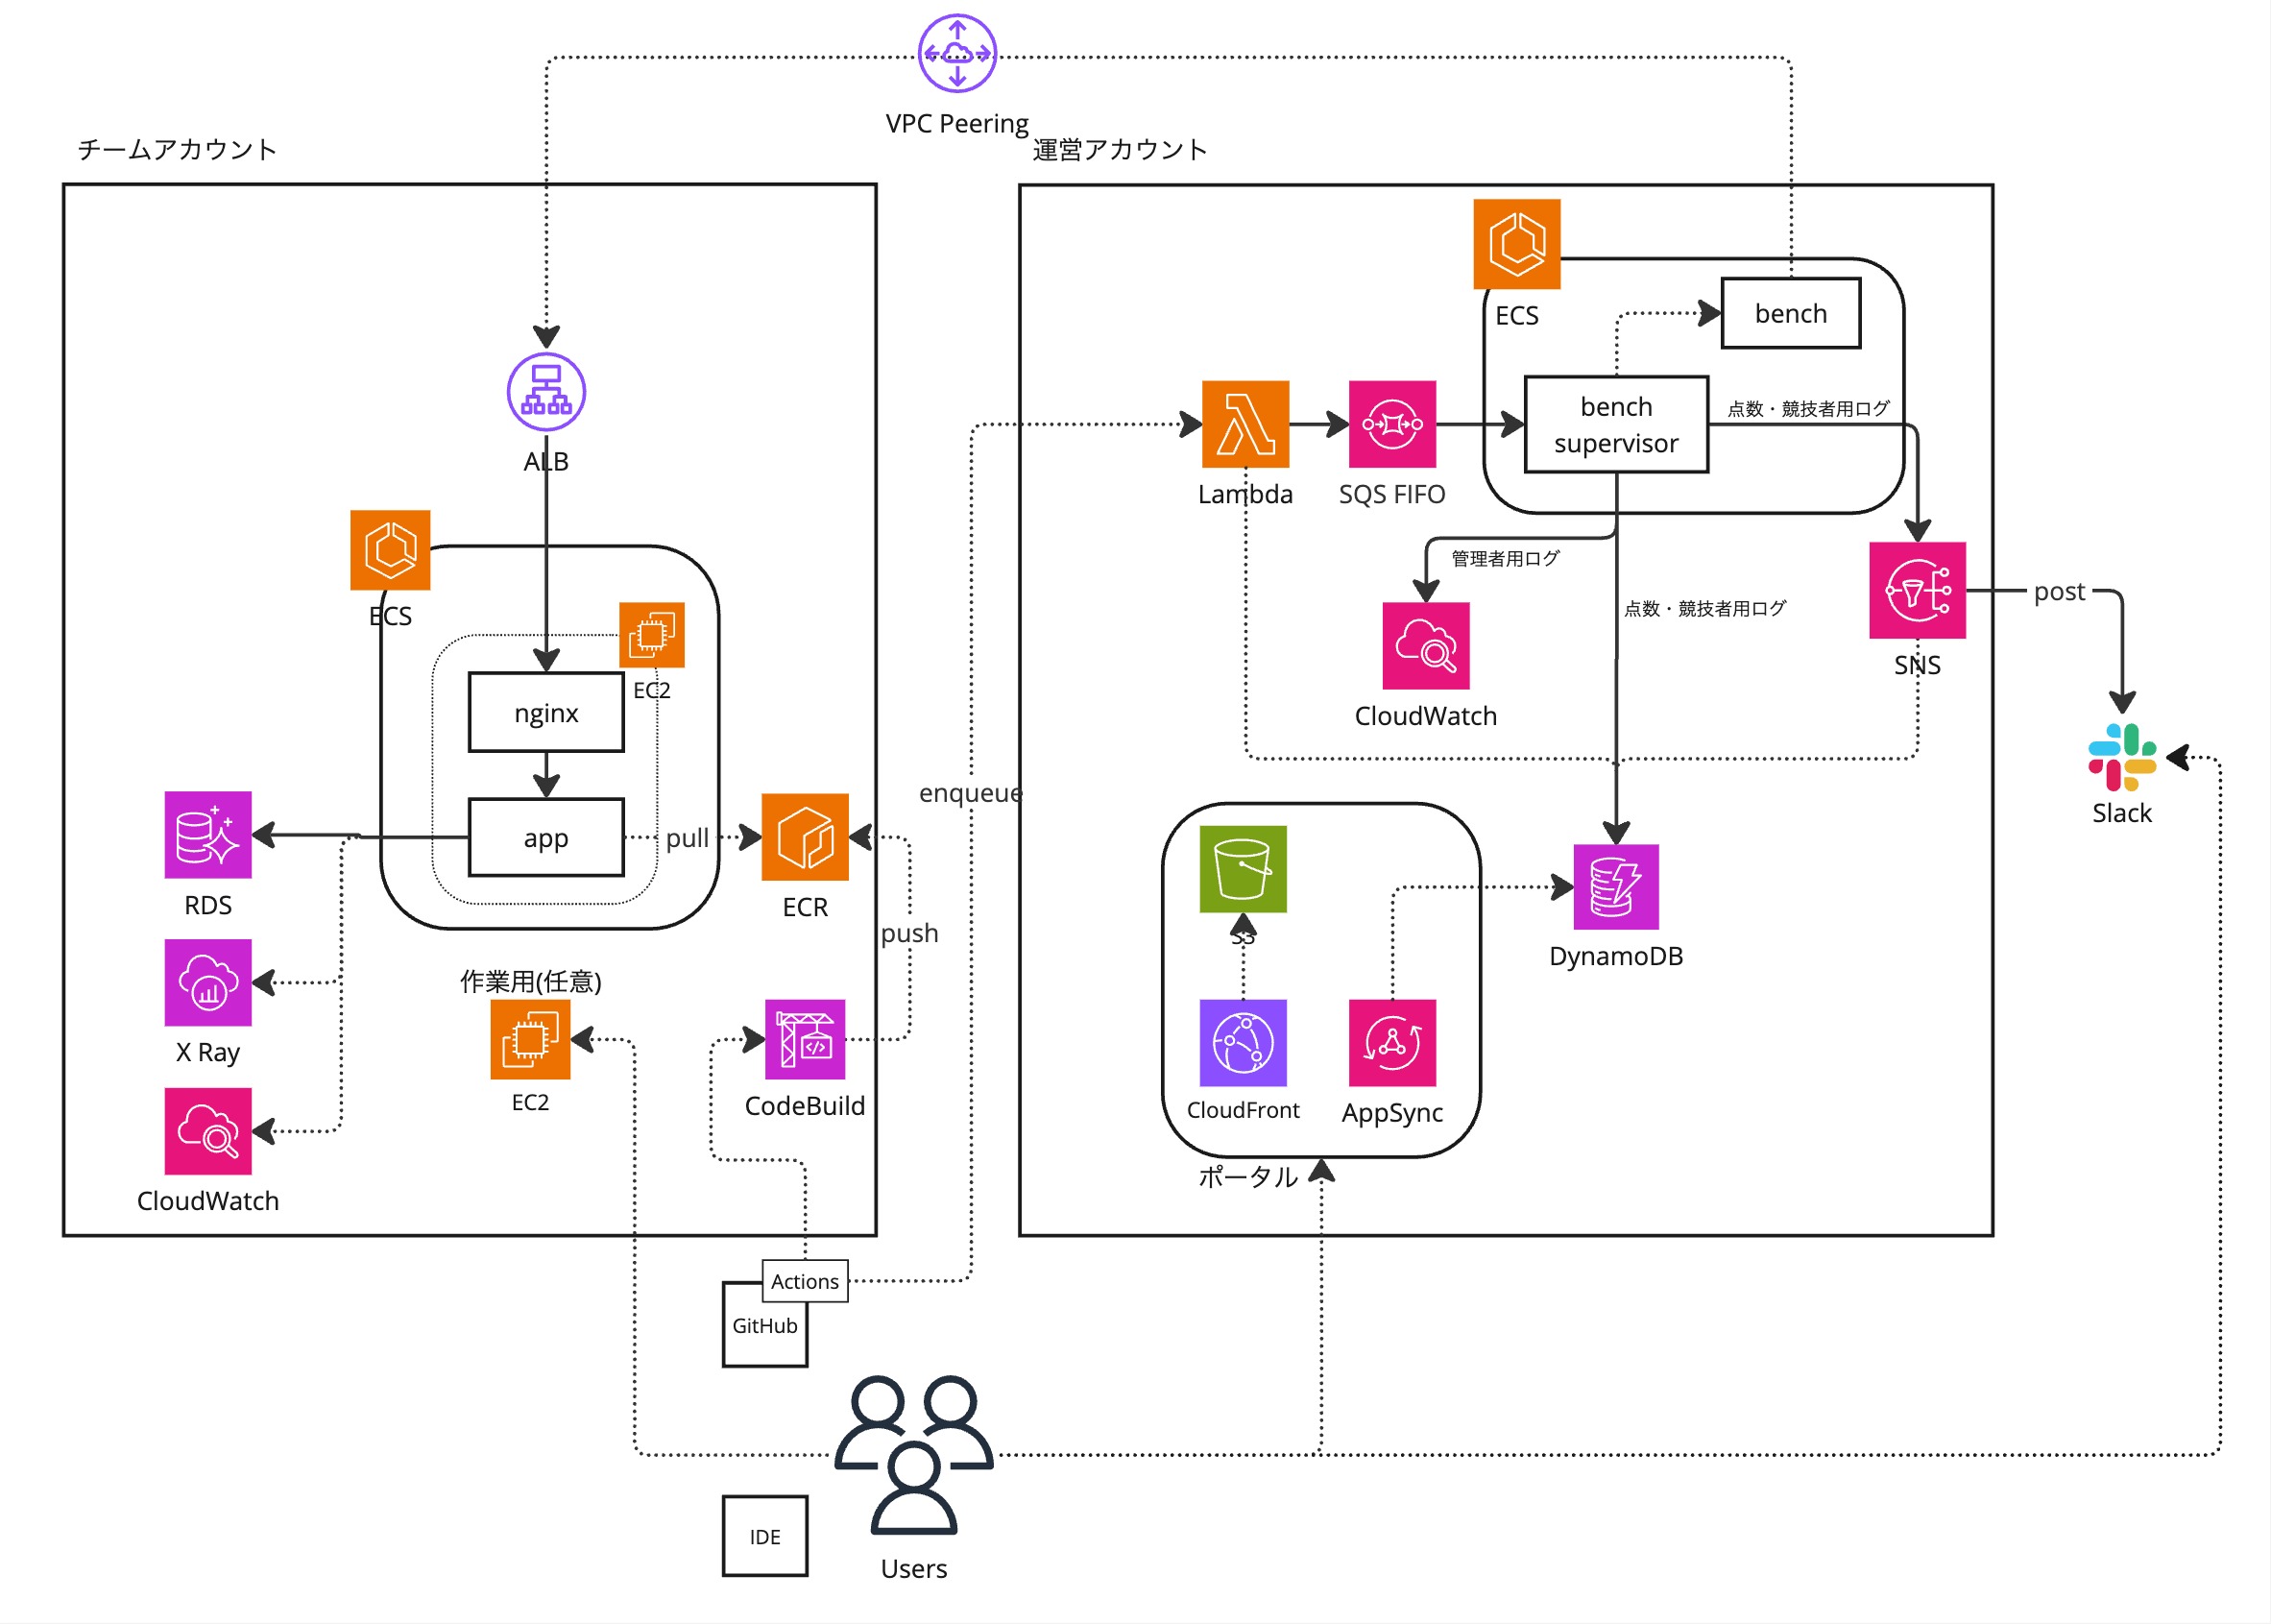 VPC Peering
チームアカウント
運営アカウント
ECS
bench
bench
supervisor
点数・競技者用ログ
ALB
Lambda
SQS FIFO
管理者用ログ
点数・競技者用ログ
post
ECS
EC2
SNS
nginx
CloudWatch
enqueue
Slack
app
pull
RDS
ECR
push
S3
DynamoDB
作業用(任意)
X Ray
EC2
CodeBuild
CloudFront
AppSync
ポータル
CloudWatch
Actions
GitHub
IDE
Users